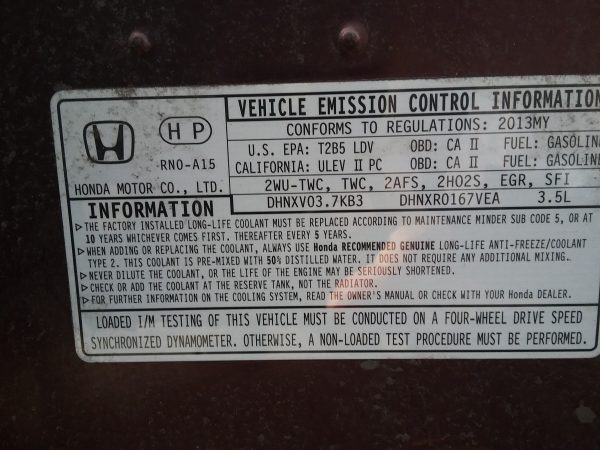 VEHICLE EMISSION CONTROL INFORMATION
CONFORMS TO REGULATIONS: 2013MY
U.S. EPA: T2B5 LDV OBD: CA II FUEL: GASOLINE
CALIFORNIA: ULEV II PC OBD: CA II FUEL: GASOLINE
2WU-TWC, TWC, 2AFS, 2HO2S, EGR, SFI
DHNXV03.7KB3 DHNXR0167VEA 3.5L
H P
RN0-A15
HONDA MOTOR CO., LTD.
INFORMATION
▷THE FACTORY INSTALLED LONG-LIFE COOLANT MUST BE REPLACED ACCORDING TO MAINTENANCE MINDER SUB CODE 5, OR AT
10 YEARS WHICHEVER COMES FIRST. THEREAFTER EVERY 5 YEARS.
▷WHEN ADDING OR REPLACING THE COOLANT, ALWAYS USE Honda RECOMMENDED GENUINE LONG-LIFE ANTI-FREEZE/COOLANT
TYPE 2. THIS COOLANT IS PRE-MIXED WITH 50% DISTILLED WATER. IT DOES NOT REQUIRE ANY ADDITIONAL MIXING.
▷NEVER DILUTE THE COOLANT, OR THE LIFE OF THE ENGINE MAY BE SERIOUSLY SHORTENED.
▷CHECK OR ADD THE COOLANT AT THE RESERVE TANK, NOT THE RADIATOR.
▷FOR FURTHER INFORMATION ON THE COOLING SYSTEM, READ THE OWNER'S MANUAL OR CHECK WITH YOUR Honda DEALER.
LOADED I/M TESTING OF THIS VEHICLE MUST BE CONDUCTED ON A FOUR-WHEEL DRIVE SPEED
SYNCHRONIZED DYNAMOMETER. OTHERWISE, A NON-LOADED TEST PROCEDURE MUST BE PERFORMED.